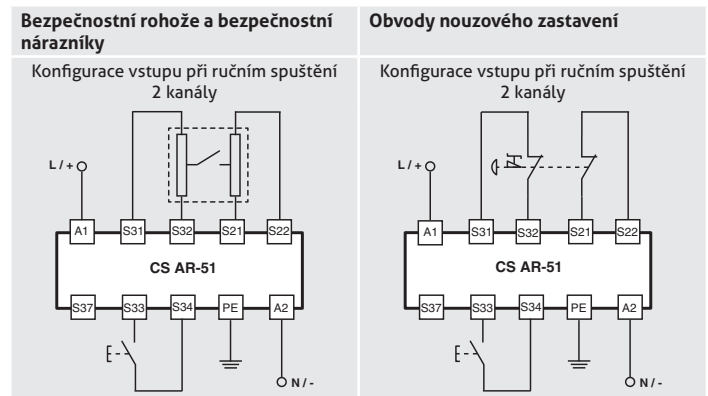 Bezpečnostní rohože a bezpečnostní
nárazníky
Konfigurace vstupu při ručním spuštění
2 kanály
L / +
A1
S31
S32
S21
S22
CS AR-51
S37
S33
S34
PE
A2
N / -
Obvody nouzového zastavení
Konfigurace vstupu při ručním spuštění
2 kanály
L / +
A1
S31
S32
S21
S22
CS AR-51
S37
S33
S34
PE
A2
N / -